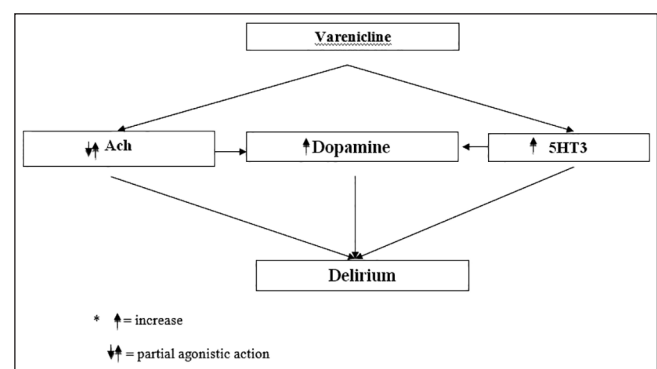 Varenicline
Ach
Dopamine
5HT3
Delirium
* = increase
= partial agonistic action